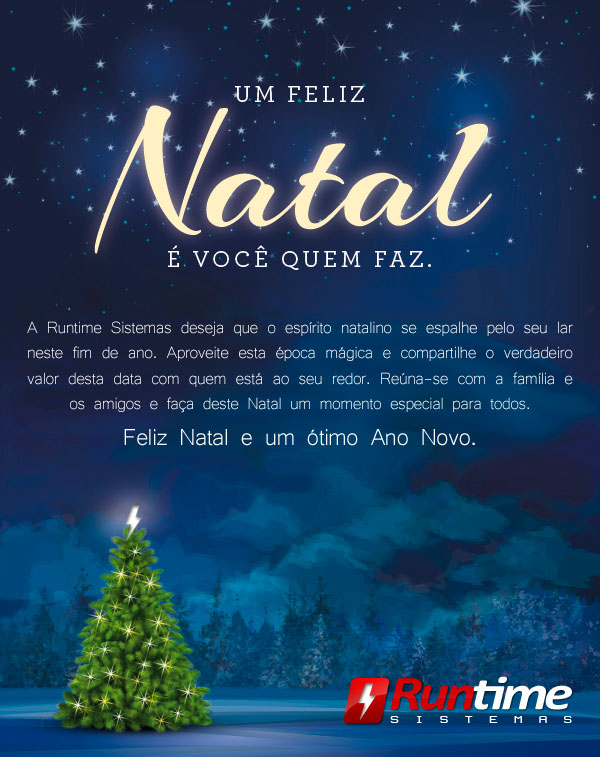 UM FELIZ
Natal
É VOCÊ QUEM FAZ.
A Runtime Sistemas deseja que o espírito natalino se espalhe pelo seu lar
neste fim de ano. Aproveite esta época mágica e compartilhe o verdadeiro
valor desta data com quem está ao seu redor. Reúna-se com a família e
os amigos e faça deste Natal um momento especial para todos.
Feliz Natal e um ótimo Ano Novo.
Runtime
SISTEMAS